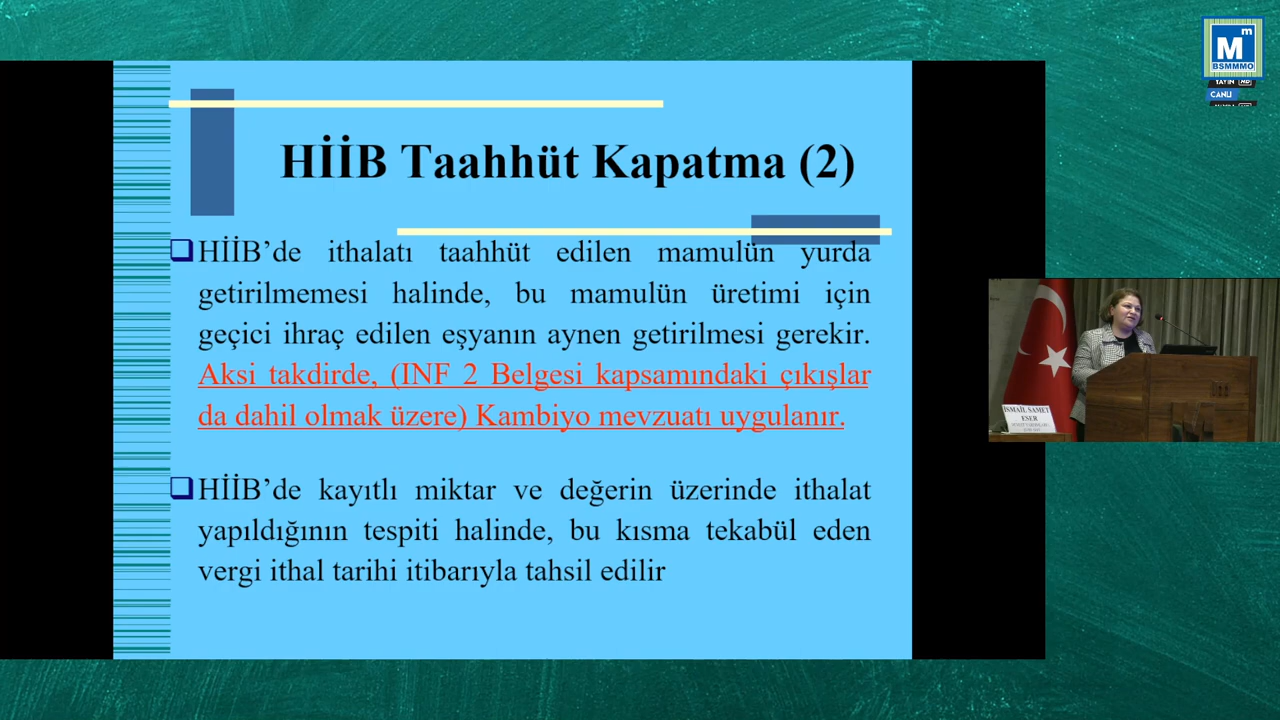 M m
BSMMMO
YAYIN HD
CANLI
HİİB Taahhüt Kapatma (2)
HİİB’de ithalatı taahhüt edilen mamulün yurda
getirilmemesi halinde, bu mamulün üretimi için
geçici ihraç edilen eşyanın aynen getirilmesi gerekir.
Aksi takdirde, (INF 2 Belgesi kapsamındaki çıkışlar
da dahil olmak üzere) Kambiyo mevzuatı uygulanır.
HİİB’de kayıtlı miktar ve değerin üzerinde ithalat
yapıldığının tespiti halinde, bu kısma tekabül eden
vergi ithal tarihi itibarıyla tahsil edilir
İSMAİL SAMET